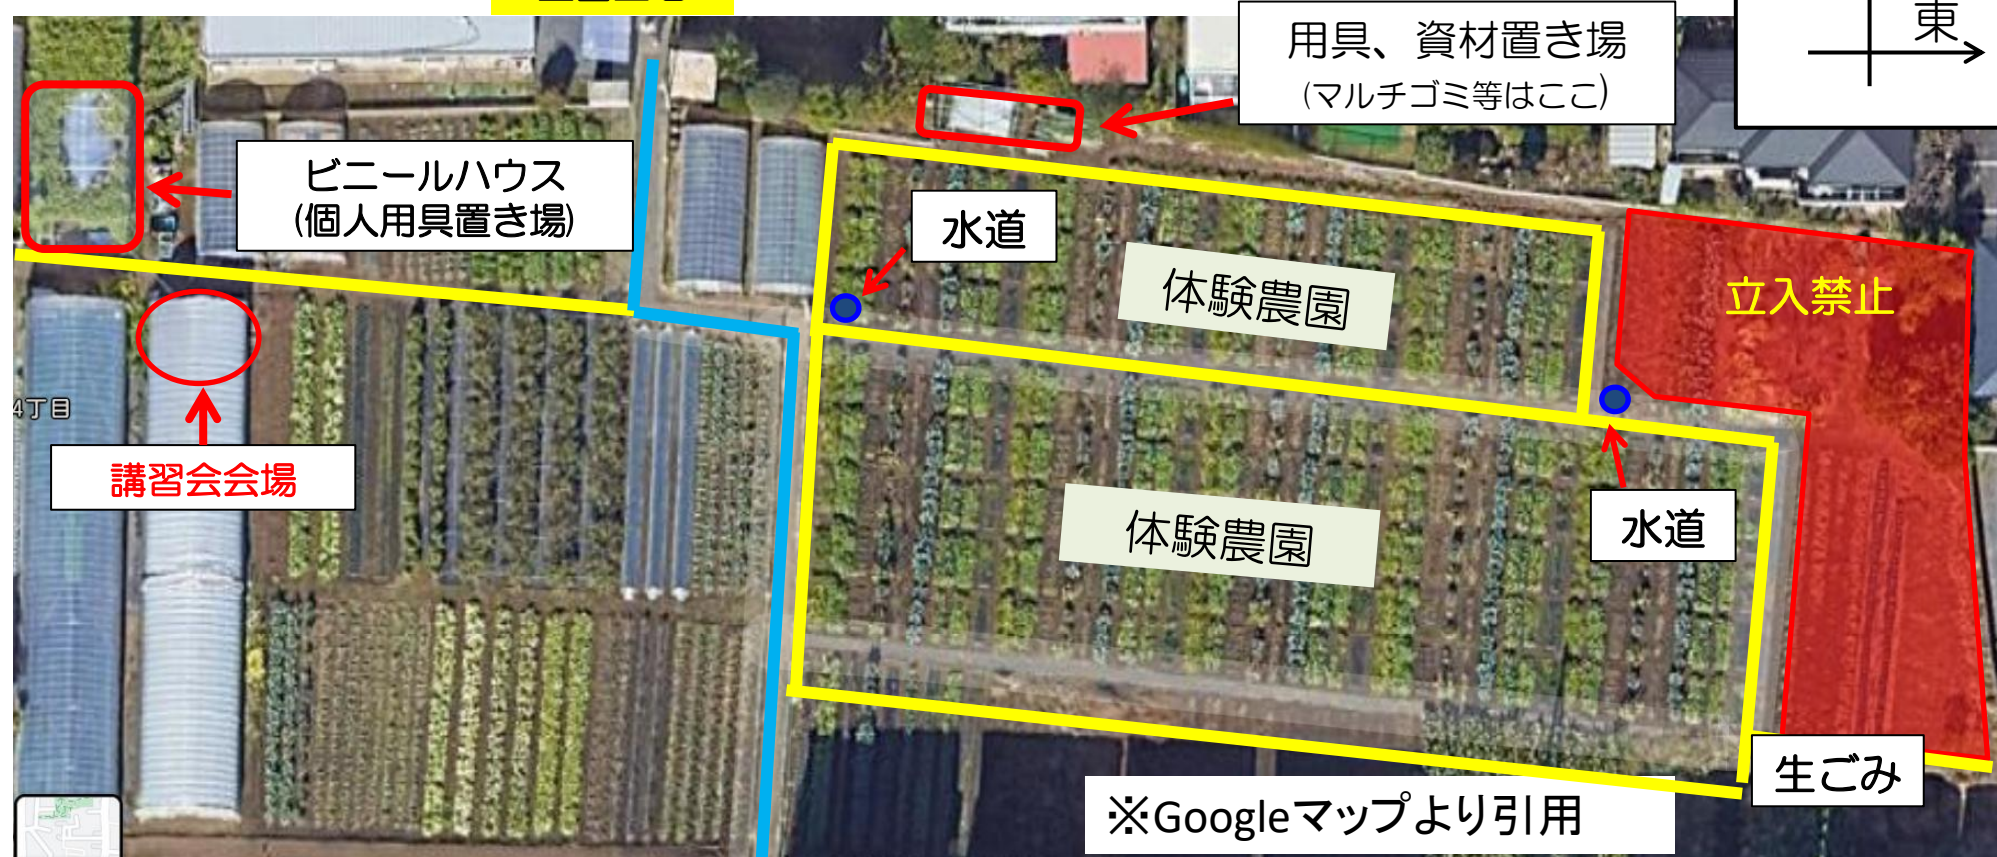 東
用具、資材置き場
(マルチゴミ等はここ)
ビニールハウス
(個人用具置き場)
水道
体験農園
立入禁止
4丁目
講習会会場
体験農園
水道
生ごみ
※Googleマップより引用